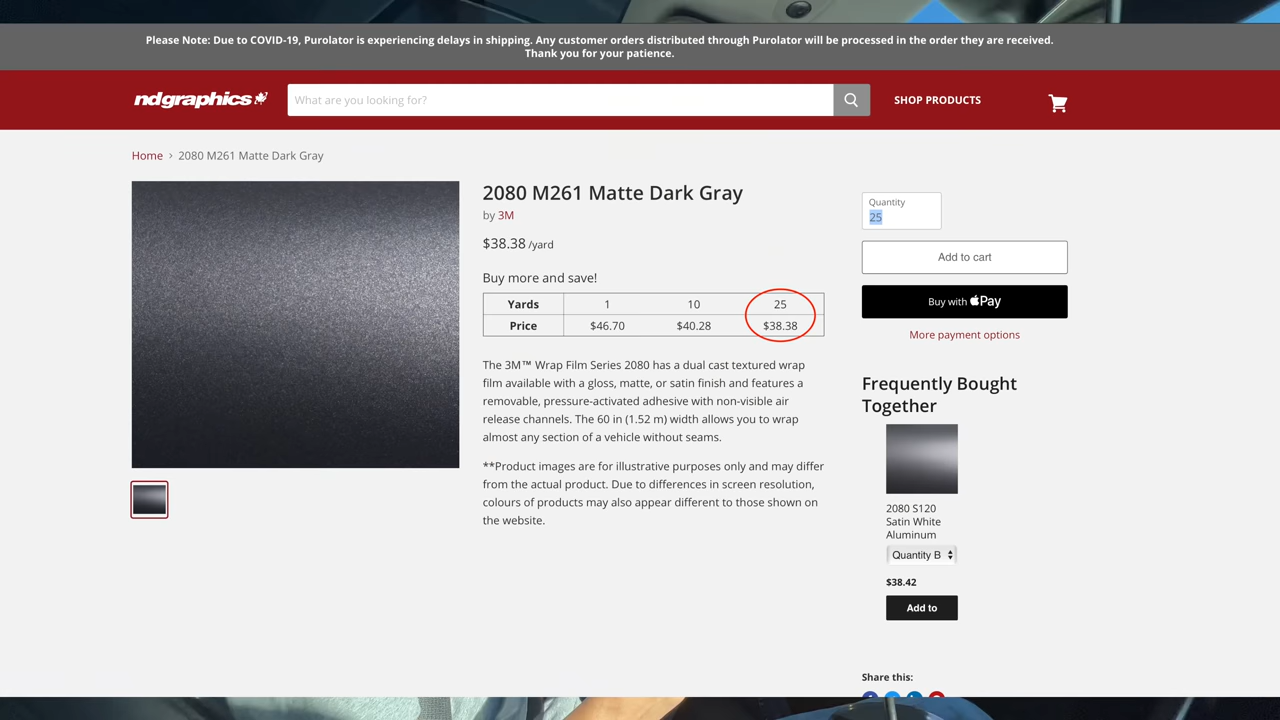 Please Note: Due to COVID-19, Purolator is experiencing delays in shipping. Any customer orders distributed through Purolator will be processed in the order they are received.
Thank you for your patience.
ndgraphics
What are you looking for?
SHOP PRODUCTS
Home > 2080 M261 Matte Dark Gray
2080 M261 Matte Dark Gray
by 3M
$38.38 /yard
Buy more and save!
Yards 1 10 25
Price $46.70 $40.28 $38.38
The 3M™ Wrap Film Series 2080 has a dual cast textured wrap
film available with a gloss, matte, or satin finish and features a
removable, pressure-activated adhesive with non-visible air
release channels. The 60 in (1.52 m) width allows you to wrap
almost any section of a vehicle without seams.
**Product images are for illustrative purposes only and may differ
from the actual product. Due to differences in screen resolution,
colours of products may also appear different to those shown on
the website.
Quantity
25
Add to cart
Buy with Pay
More payment options
Frequently Bought
Together
2080 S120
Satin White
Aluminum
Quantity B
$38.42
Add to
Share this: